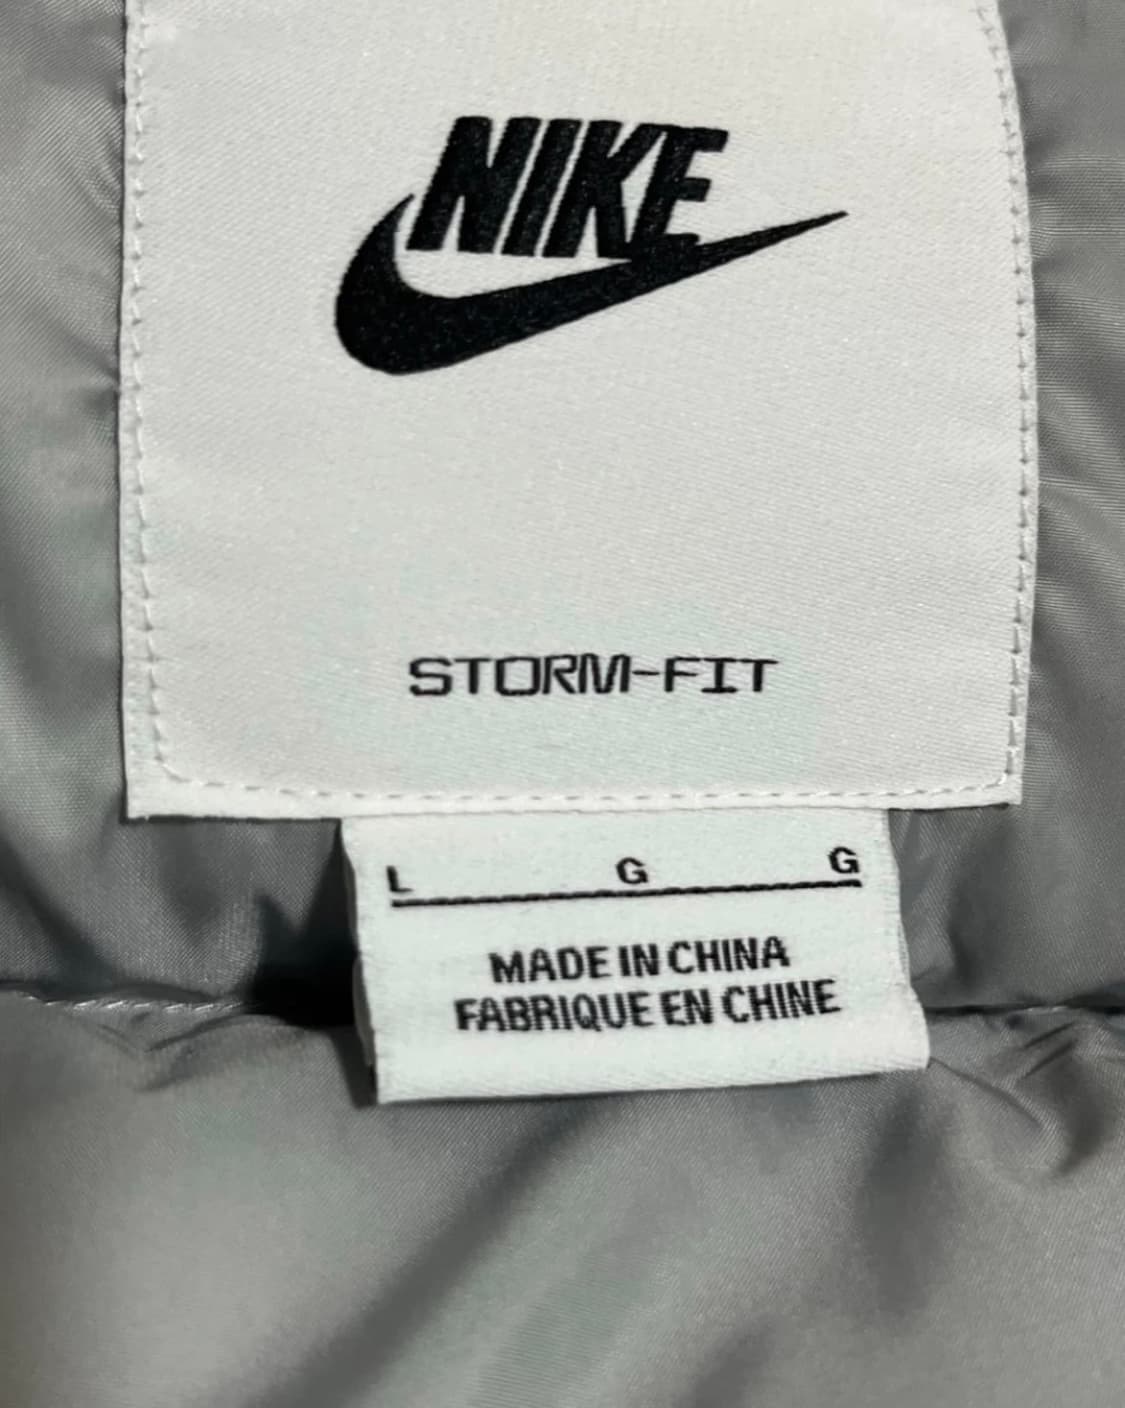 NIKE
STORM-FIT
L G G
MADE IN CHINA
FABRIQUE EN CHINE